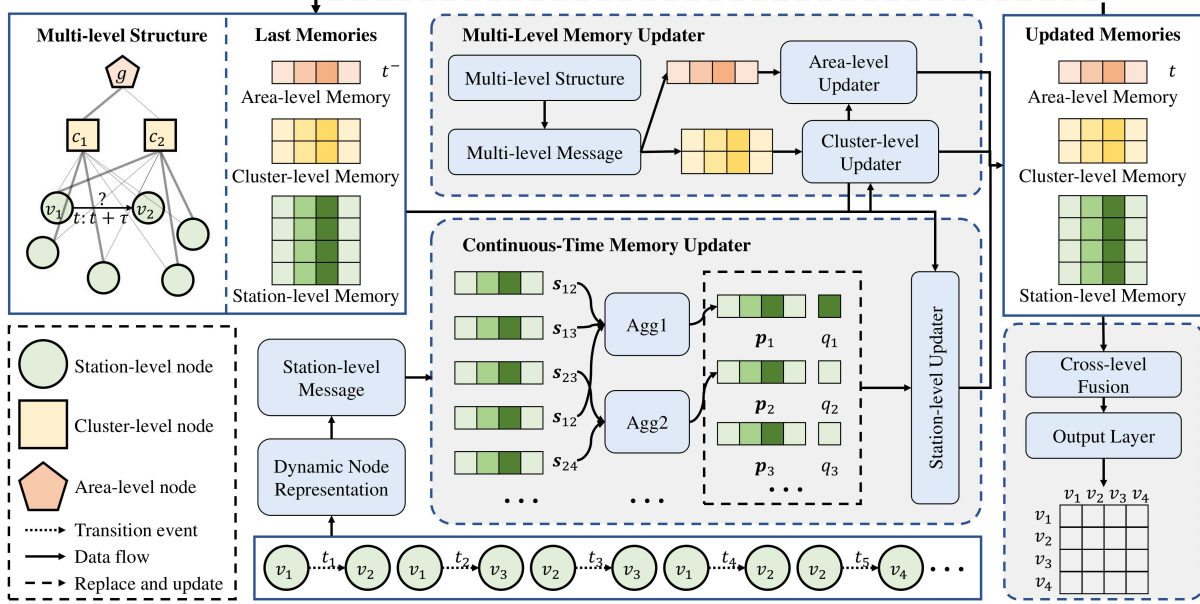 Multi-level Structure
g
c₁
c₂
v₁
?
t: t + τ
v₂
Last Memories
t⁻
Area-level Memory
Cluster-level Memory
Station-level Memory
Multi-Level Memory Updater
Multi-level Structure
Multi-level Message
Area-level
Updater
Cluster-level
Updater
Updated Memories
t
Area-level Memory
Cluster-level Memory
Station-level Memory
Continuous-Time Memory Updater
s₁₂
s₁₃
s₂₃
s₁₂
s₂₄
Agg1
Agg2
p₁ q₁
p₂ q₂
p₃ q₃
• • •
• • •
• • •
Station-level Updater
Station-level node
Cluster-level node
Area-level node
Transition event
Data flow
Replace and update
Station-level
Message
Dynamic Node
Representation
v₁ t₁ v₂ v₁ t₂ v₃ v₂ t₃ v₃ v₁ t₄ v₂ v₂ t₅ v₄ • • •
Cross-level
Fusion
Output Layer
v₁ v₂ v₃ v₄
v₁
v₂
v₃
v₄